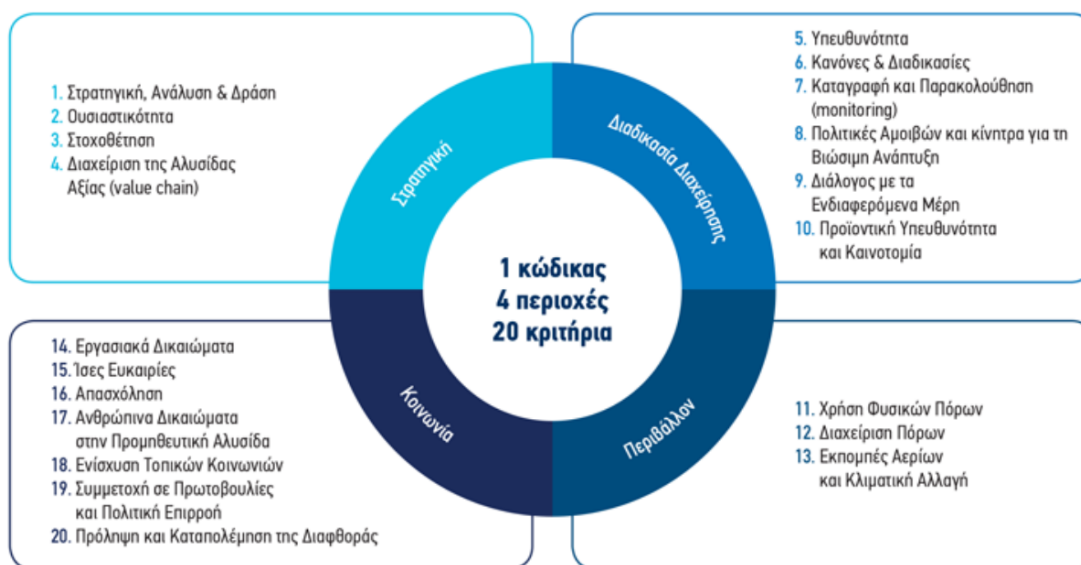 1. Στρατηγική, Ανάλυση & Δράση
2. Ουσιαστικότητα
3. Στοχοθέτηση
4. Διαχείριση της Αλυσίδας
Αξίας (value chain)
5. Υπευθυνότητα
6. Κανόνες & Διαδικασίες
7. Καταγραφή και Παρακολούθηση
(monitoring)
8. Πολιτικές Αμοιβών και κίνητρα για τη
Βιώσιμη Ανάπτυξη
9. Διάλογος με τα
Ενδιαφερόμενα Μέρη
10. Προϊοντική Υπευθυνότητα
και Καινοτομία
Στρατηγική
Διαδικασία Διαχείρησης
1 κώδικας
4 περιοχές
20 κριτήρια
Κοινωνία
Περιβάλλον
14. Εργασιακά Δικαιώματα
15. Ίσες Ευκαιρίες
16. Απασχόληση
17. Ανθρώπινα Δικαιώματα
στην Προμηθευτική Αλυσίδα
18. Ενίσχυση Τοπικών Κοινωνιών
19. Συμμετοχή σε Πρωτοβουλίες
και Πολιτική Επιρροή
20. Πρόληψη και Καταπολέμηση της Διαφθοράς
11. Χρήση Φυσικών Πόρων
12. Διαχείριση Πόρων
13. Εκπομπές Αερίων
και Κλιματική Αλλαγή